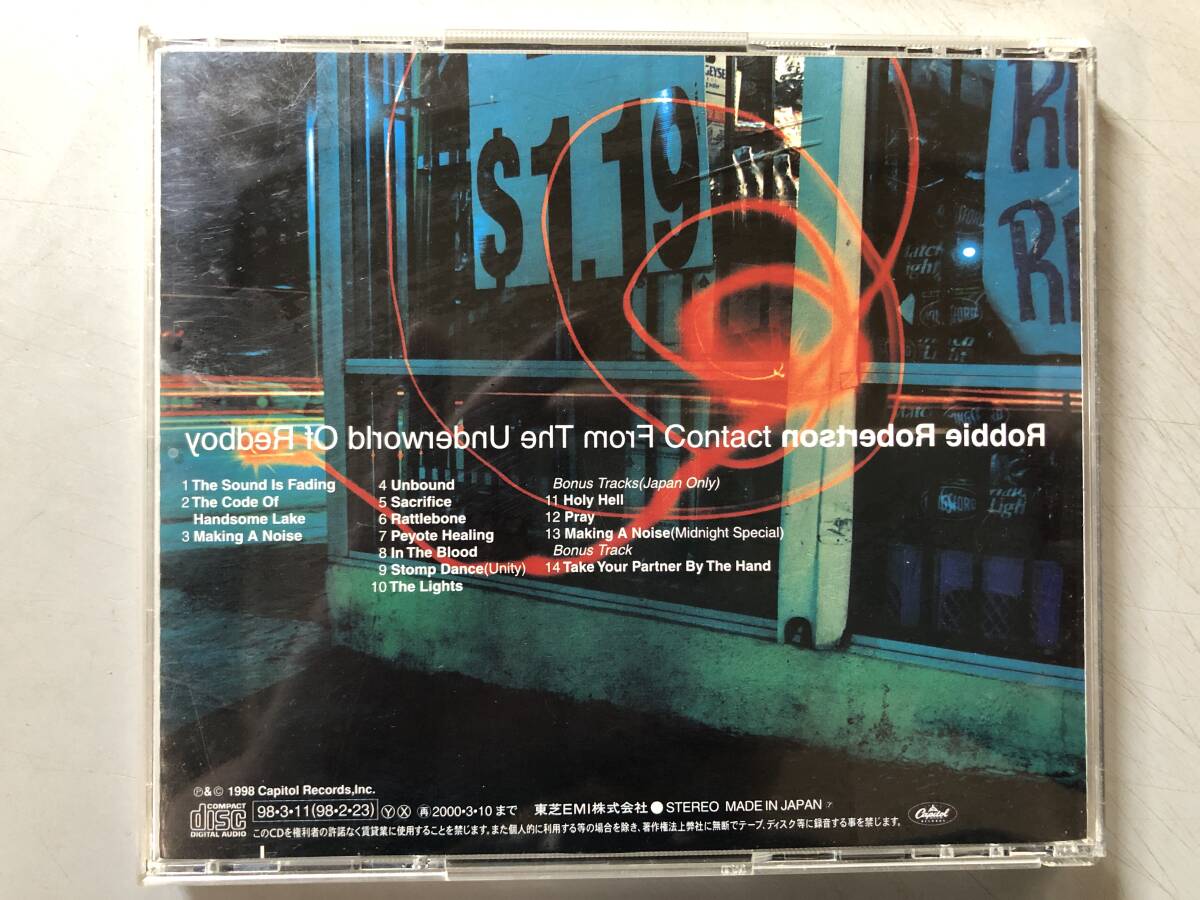 GEYSE
$1.19
Robbie Robertson Contact From The Underworld Of Redboy
1 The Sound Is Fading
2 The Code Of
Handsome Lake
3 Making A Noise
4 Unbound
5 Sacrifice
6 Rattlebone
7 Peyote Healing
8 In The Blood
9 Stomp Dance(Unity)
10 The Lights
Bonus Tracks(Japan Only)
11 Holy Hell
12 Pray
13 Making A Noise(Midnight Special)
Bonus Track
14 Take Your Partner By The Hand
℗&© 1998 Capitol Records,Inc.
COMPACT
disc
DIGITAL AUDIO
98・3・11(98・2・23) Ⓨ Ⓧ ㊞2000・3・10 まで 東芝EMI株式会社 ● STEREO MADE IN JAPAN
Capitol
RECORDS
このCDを権利者の許諾なく賃貸業に使用することを禁じます。また個人的に利用する等の場合を除き、著作権法上弊社に無断でテープ、ディスク等に録音する事を禁じます。